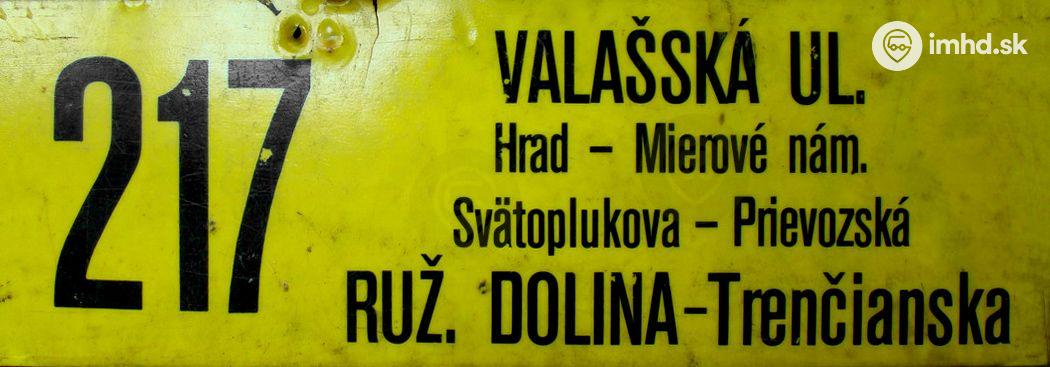 217
VALAŠSKÁ UL.
Hrad – Mierové nám.
Svätoplukova – Prievozská
RUŽ. DOLINA–Trenčianska
imhd.sk